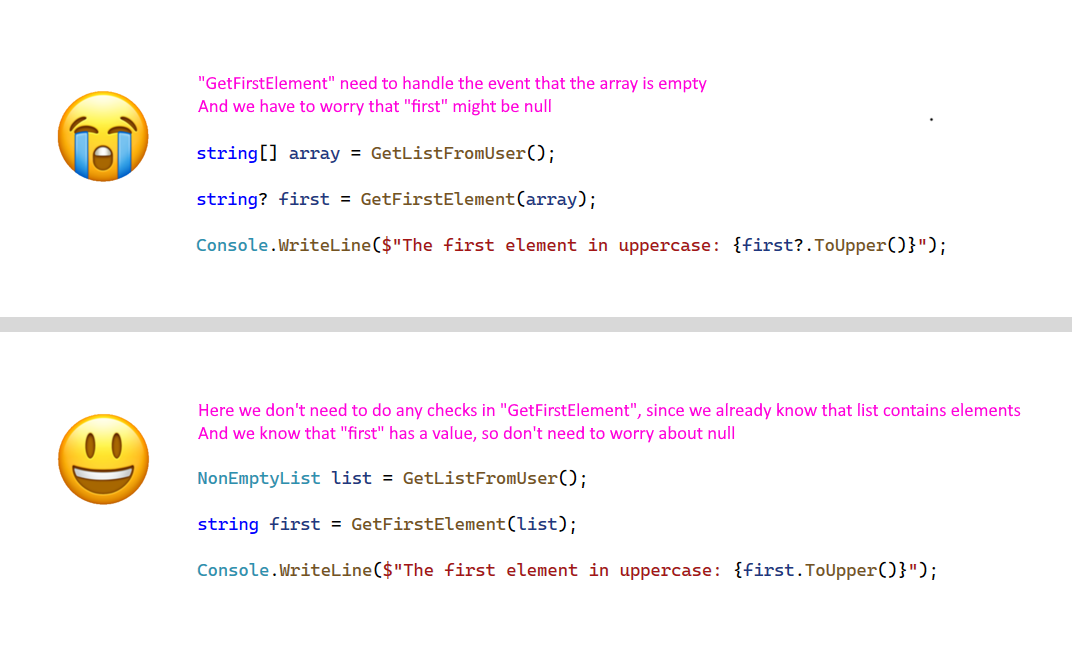 "GetFirstElement" need to handle the event that the array is empty
And we have to worry that "first" might be null
string[] array = GetListFromUser();
string? first = GetFirstElement(array);
Console.WriteLine($"The first element in uppercase: {first?.ToUpper()}");
Here we don't need to do any checks in "GetFirstElement", since we already know that list contains elements
And we know that "first" has a value, so don't need to worry about null
NonEmptyList list = GetListFromUser();
string first = GetFirstElement(list);
Console.WriteLine($"The first element in uppercase: {first.ToUpper()}");